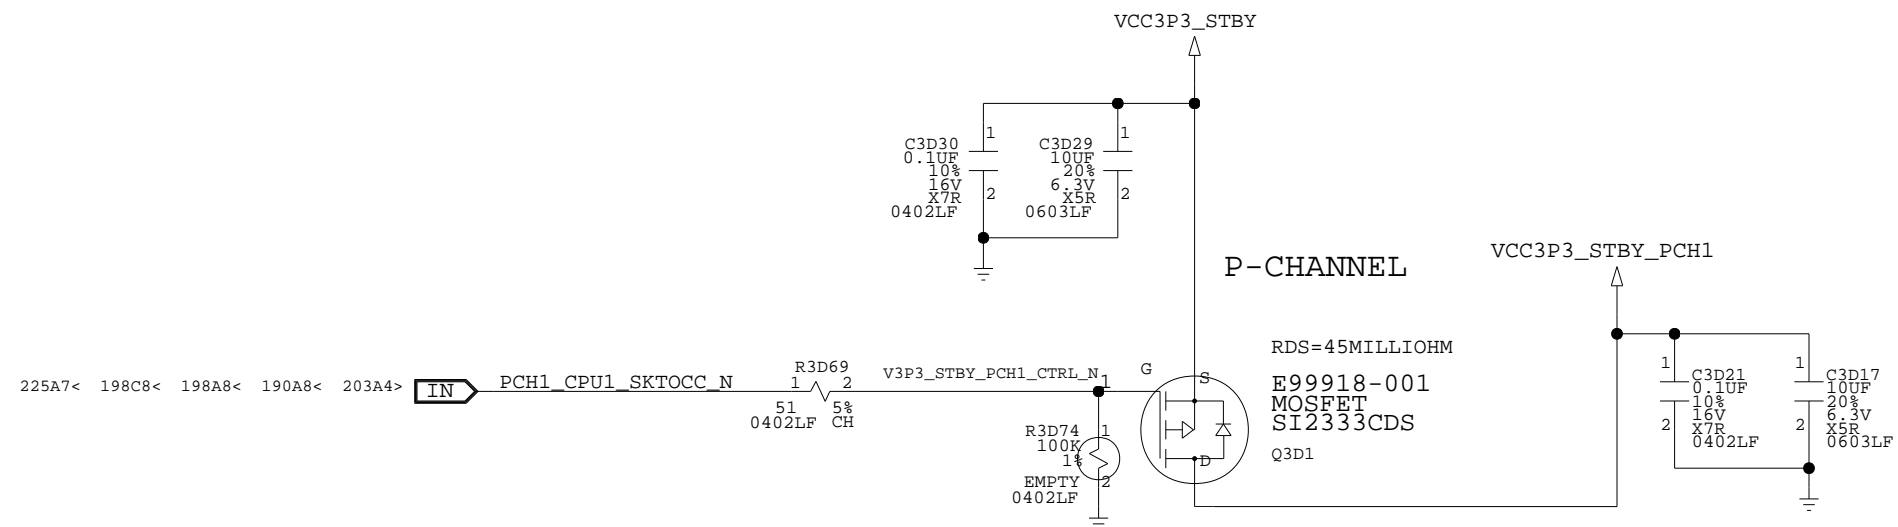 VCC3P3_STBY
C3D30
0.1UF
10%
16V
X7R
0402LF
1
2
C3D29
10UF
20%
6.3V
X5R
0603LF
1
2
P-CHANNEL
VCC3P3_STBY_PCH1
225A7< 198C8< 198A8< 190A8< 203A4>
IN
PCH1_CPU1_SKTOCC_N
R3D69
1 2
51 5%
0402LF CH
V3P3_STBY_PCH1_CTRL_N
1
G
S
D
R3D74
100K
1%
EMPTY
0402LF
1
2
RDS=45MILLIOHM
E99918-001
MOSFET
SI2333CDS
Q3D1
1
2
C3D21
0.1UF
10%
16V
X7R
0402LF
1
2
C3D17
10UF
20%
6.3V
X5R
0603LF